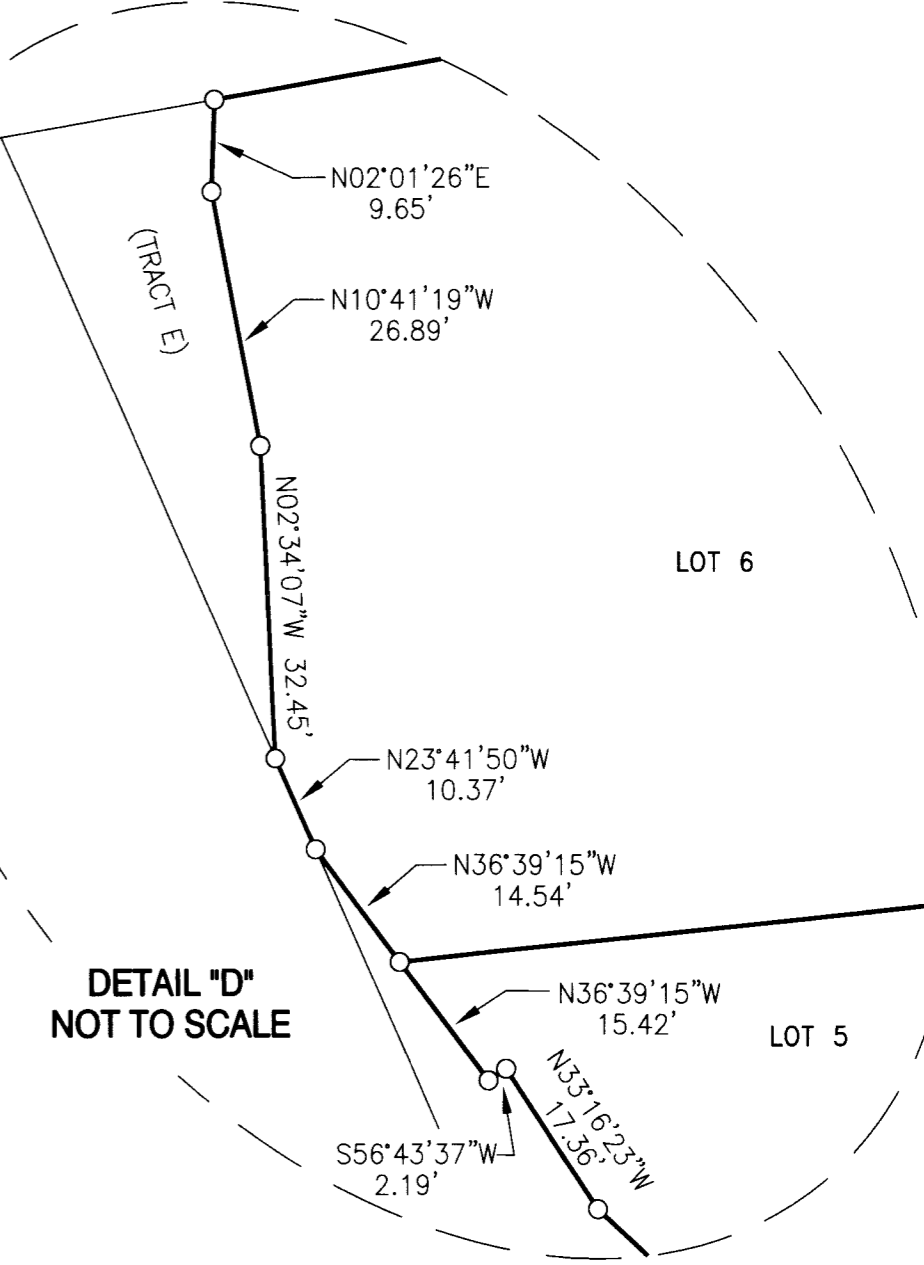 N02°01'26"E
9.65'
(TRACT E)
N10°41'19"W
26.89'
N02°34'07"W 32.45'
LOT 6
N23°41'50"W
10.37'
N36°39'15"W
14.54'
DETAIL "D"
NOT TO SCALE
N36°39'15"W
15.42'
LOT 5
N33°16'23"W
17.36'
S56°43'37"W
2.19'